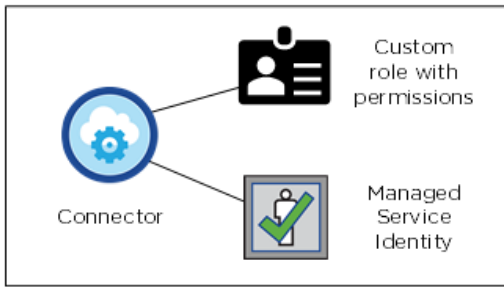 Custom
role with
permissions
Connector
Managed
Service
Identity